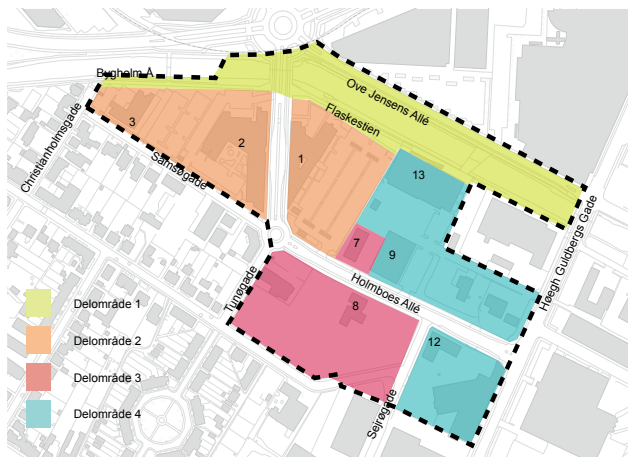 Bygholm Å
Ove Jensens Allé
Flaskestien
Christianholmsgade
3
Samsøgade
2
1
13
7
9
Høegh Guldbergs Gade
Tunøgade
Holmboes Allé
8
12
Sejrøgade
Delområde 1
Delområde 2
Delområde 3
Delområde 4